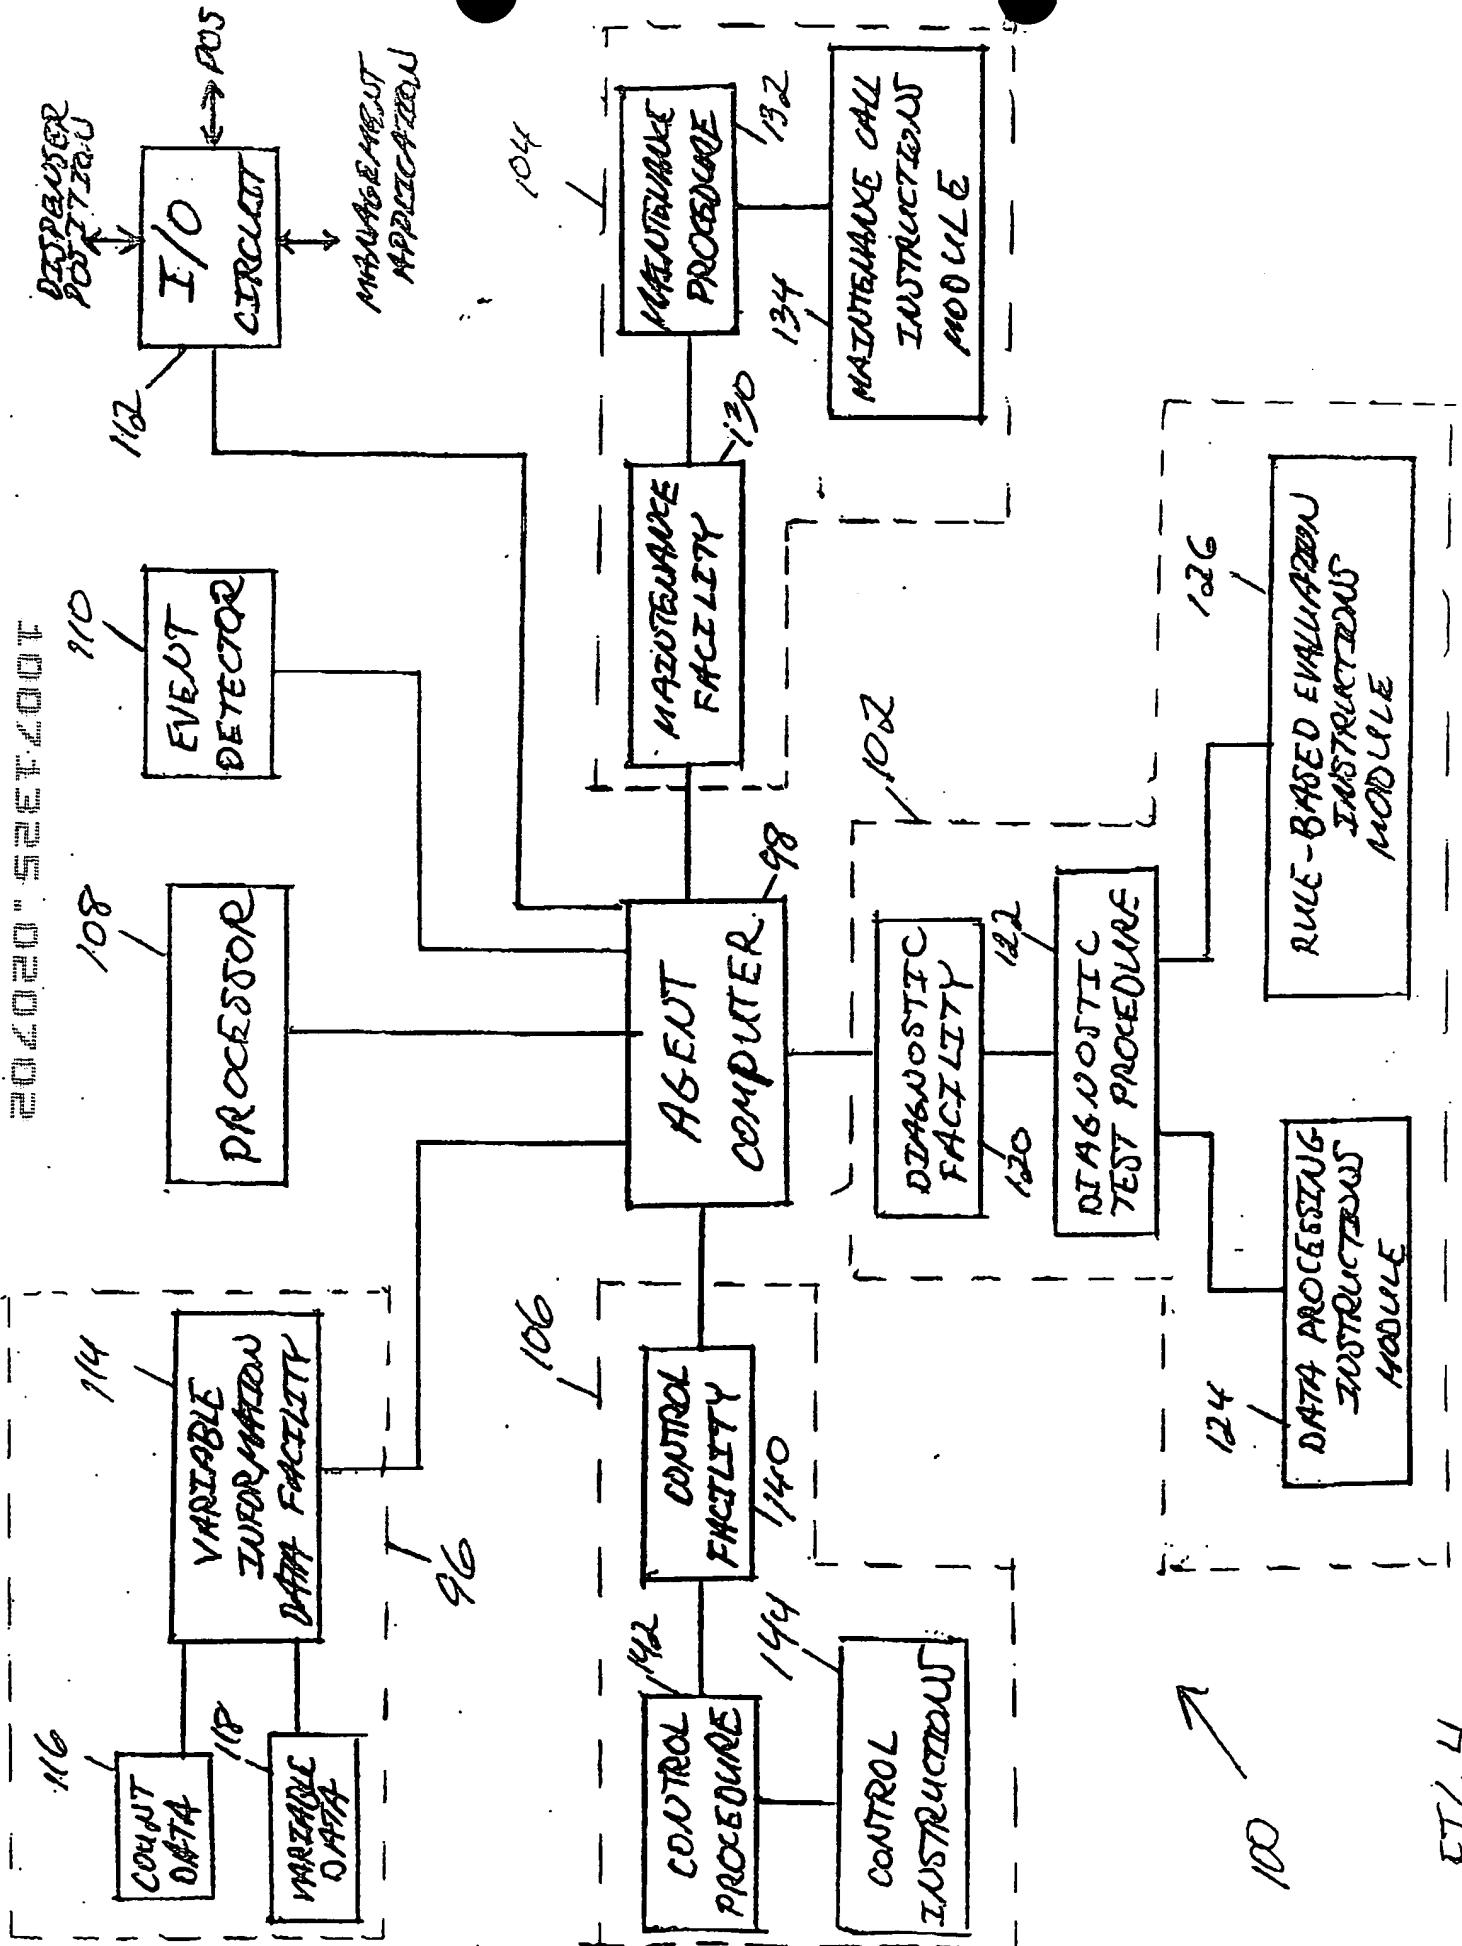 10071325.020702
116
COUNT
DATA
118
VARIABLE
DATA
114
VARIABLE
INFORMATION
DATA FACILITY
96
108
PROCESSOR
110
EVENT
DETECTOR
112
I/O
CIRCUIT
DISPENSER
POSITION
POS
MANAGEMENT
APPLICATION
106
142
CONTROL
PROCEDURE
CONTROL
FACILITY
140
144
CONTROL
INSTRUCTIONS
AGENT
COMPUTER
98
MAINTENANCE
FACILITY
130
104
MAINTENANCE
PROCEDURE
132
134
MAINTENANCE CALL
INSTRUCTIONS
MODULE
102
DIAGNOSTIC
FACILITY
120
122
DIAGNOSTIC
TEST PROCEDURE
124
DATA PROCESSING
INSTRUCTIONS
MODULE
126
RULE-BASED EVALUATION
INSTRUCTIONS
MODULE
100